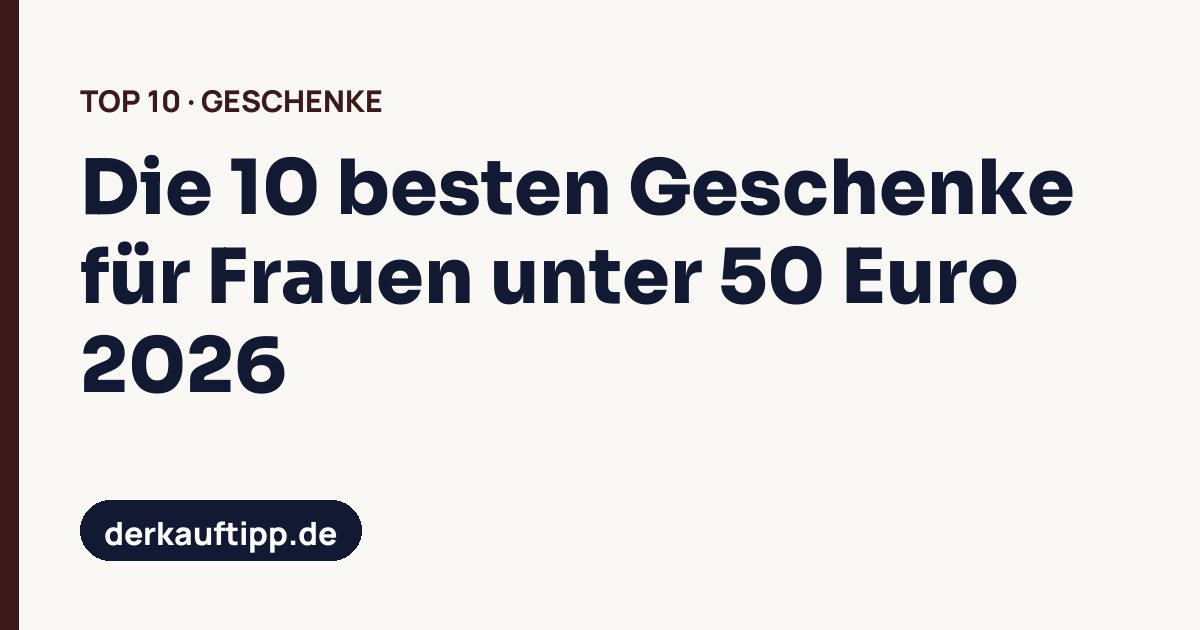 TOP 10 · GESCHENKE
Die 10 besten Geschenke
für Frauen unter 50 Euro
2026
derkauftipp.de